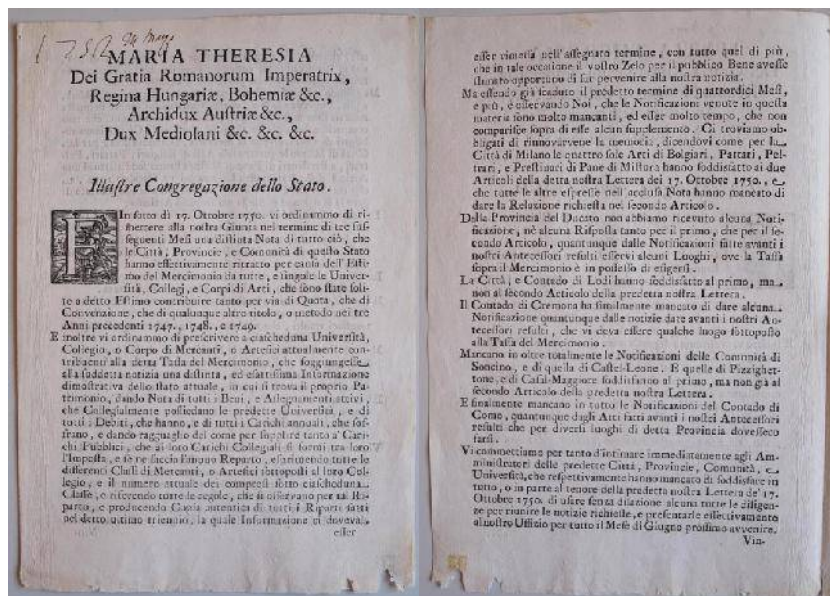 1752 24 Mag.
MARIA THERESIA
Dei Gratia Romanorum Imperatrix,
Regina Hungariæ, Bohemiæ &c.,
Archidux Austriæ &c.,
Dux Mediolani &c. &c. &c.
Illustre Congregazione dello Stato.
IN fatto dì 17. Ottobre 1750. vi ordinammo di ri-
flettere alla nostra Giunta nel termine di tre sus-
seguenti Mesi una distinta Nota di tutto ciò, che
le Città, Provincie, e Comunità di questo Stato
hanno effettivamente ritratto per causa dell'Esti-
mo del Mercimonio da tutte, e singule le Univer-
sità, Collegi, e Corpi di Arti, che sono state soli-
te a detto Estimo contribuire tanto per via di Quota, che di
Convenzione, che di qualunque altro titolo, o metodo nei tre
Anni precedenti 1747., 1748., e 1749.
E inoltre vi ordinammo di prescrivere a ciascheduna Università,
Collegio, o Corpo di Mercanti, o Artefici attualmente con-
tribuenti alla detta Tassa del Mercimonio, che soggiungesse
alla suddetta notizia una distinta, ed esattissima Informazione
dimostrativa dello stato attuale, in cui si trova il proprio Pa-
trimonio, dando Nota di tutti i Beni, e Assegnamenti attivi,
che Collegialmente possiedano le predette Università, e di
tutti i Debiti, che hanno, e di tutti i Carichi annuali, che sof-
frano, e dando ragguaglio del come per supplire tanto a' Cari-
chi Pubblici, che ai loro Carichi Collegiali si formi tra loro
l'Imposta, e se ne faccia l'inquo Reparto, esprimendo tutte le
differenti Classi di Mercanti, o Artefici sottoposti al loro Col-
legio, e il numero attuale dei compresi sotto ciascheduna
Classe, e riferendo tutte le regole, che si osservano per tal Ri-
parto, e producendo Copia autentica di tutti i Riparti fatti
nel detto ultimo triennio, la quale Informazione ci doveva
esser
esser rimessa nell'assegnato termine, con tutto quel di più,
che in tale occasione il vostro Zelo per il pubblico Bene avesse
stimato opportuno di far pervenire alla nostra notizia.
Ma essendo già scaduto il predetto termine di quattordici Mesi,
e più, e osservando Noi, che le Notificazioni venute in questa
materia sono molto mancanti, ed esser molto tempo, che non
comparisce sopra di esse alcun supplemento. Ci troviamo ob-
bligati di rinnovarvene la memoria, dicendovi come per la
Città di Milano le quattro sole Arti di Bolgiari, Pattari, Pel-
trari, e Prestinari di Pane di Mistura hanno soddisfatto ai due
Articoli della detta nostra Lettera dei 17. Ottobre 1750., e
che tutte le altre espresse nell'acclusa Nota hanno mancato di
dare la Relazione richiesta nel secondo Articolo.
Dalla Provincia del Ducato non abbiamo ricevuto alcuna Noti-
ficazione, nè alcuna Risposta tanto per il primo, che per il se-
condo Articolo, quantunque dalle Notificazioni fatte avanti i
nostri Antecessori resulti esservi alcuni Luoghi, ove la Tassa
sopra il Mercimonio è in possesso di esigersi.
La Città, e Contado di Lodi hanno soddisfatto al primo, ma
non al secondo Articolo della predetta nostra Lettera.
Il Contado di Cremona ha similmente mancato di dare alcuna
Notificazione quantunque dalle notizie date avanti i nostri An-
tecessori resulti, che vi deva essere qualche luogo sottoposto
alla Tassa del Mercimonio.
Mancano in oltre totalmente le Notificazioni delle Comunità di
Soncino, e di quella di Castel-Leone. E quelle di Pizzighet-
tone, e di Casal-Maggiore soddisfanno al primo, ma non già al
secondo Articolo della predetta nostra Lettera.
E finalmente mancano in tutto le Notificazioni del Contado di
Como, quantunque dagli Atti fatti avanti i nostri Antecessori
resulti che per diversi luoghi di detta Provincia dovessero
farsi.
Vi commettiamo per tanto d'intimare immediatamente agli Am-
ministratori delle predette Città, Provincie, Comunità, e
Università, che respettivamente hanno mancato di soddisfare in
tutto, o in parte al tenore della predetta nostra Lettera de' 17.
Ottobre 1750. di usare senza dilazione alcuna tutte le diligen-
ze per riunire le notizie richieste, e presentarle effettivamente
al nostro Uffizio per tutto il Mese di Giugno prossimo avvenire.
Vin-